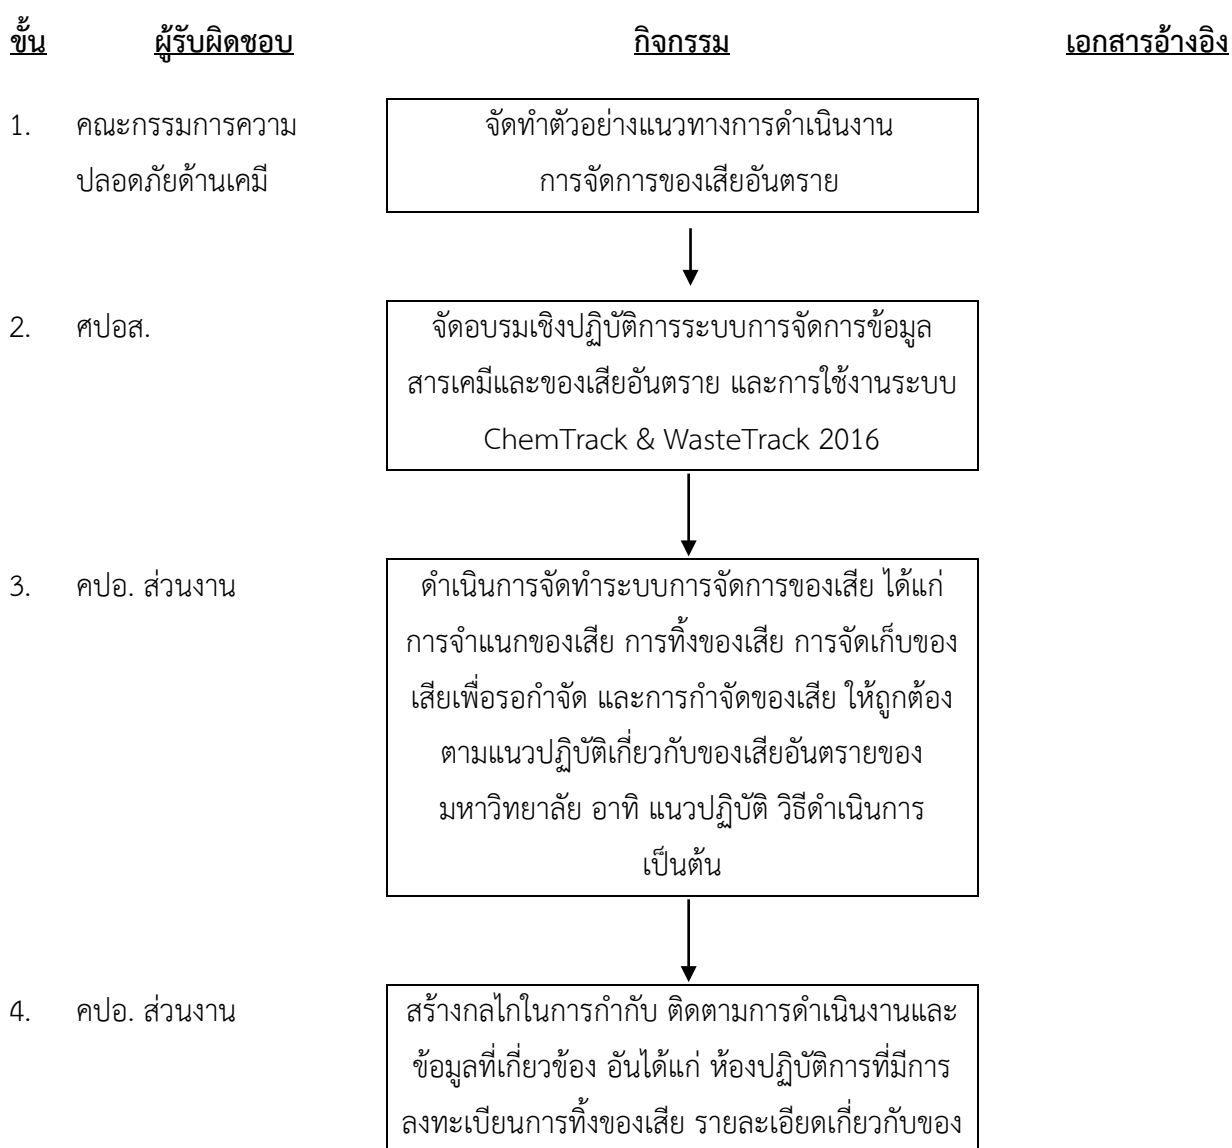 ขั้น ผู้รับผิดชอบ กิจกรรม เอกสารอ้างอิง
1. คณะกรรมการความ จัดทำตัวอย่างแนวทางการดำเนินงาน
ปลอดภัยด้านเคมี การจัดการของเสียอันตราย
2. ศปอส. จัดอบรมเชิงปฏิบัติการระบบการจัดการข้อมูล
สารเคมีและของเสียอันตราย และการใช้งานระบบ
ChemTrack & WasteTrack 2016
3. คปอ. ส่วนงาน ดำเนินการจัดทำระบบการจัดการของเสีย ได้แก่
การจำแนกของเสีย การทิ้งของเสีย การจัดเก็บของ
เสียเพื่อรอกำจัด และการกำจัดของเสีย ให้ถูกต้อง
ตามแนวปฏิบัติเกี่ยวกับของเสียอันตรายของ
มหาวิทยาลัย อาทิ แนวปฏิบัติ วิธีดำเนินการ
เป็นต้น
4. คปอ. ส่วนงาน สร้างกลไกในการกำกับ ติดตามการดำเนินงานและ
ข้อมูลที่เกี่ยวข้อง อันได้แก่ ห้องปฏิบัติการที่มีการ
ลงทะเบียนการทิ้งของเสีย รายละเอียดเกี่ยวกับของ